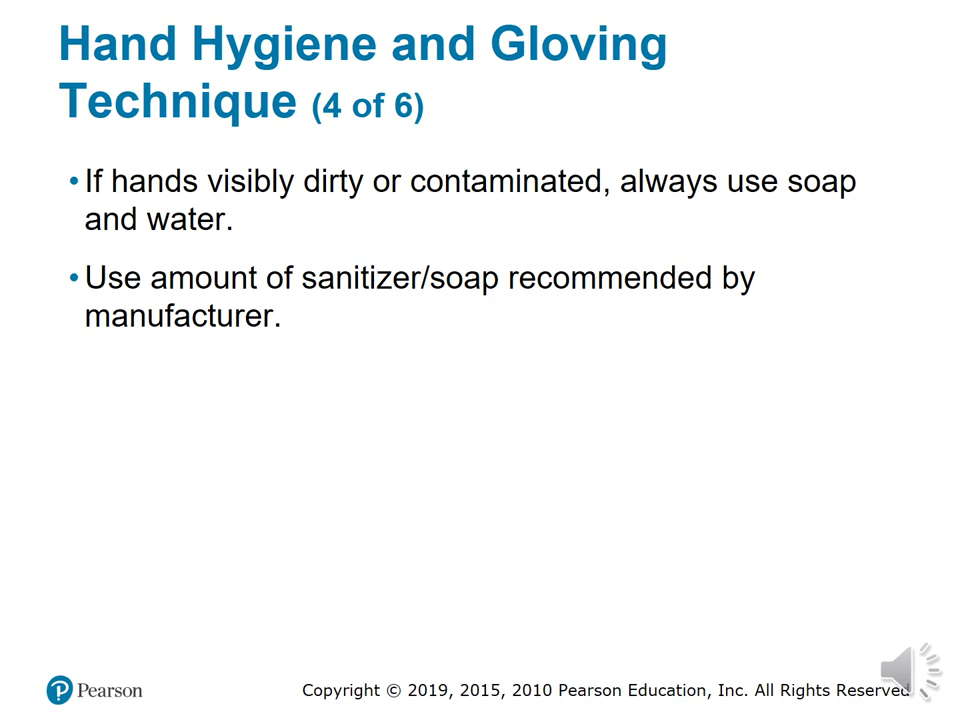 Hand Hygiene and Gloving
Technique (4 of 6)
• If hands visibly dirty or contaminated, always use soap
and water.
• Use amount of sanitizer/soap recommended by
manufacturer.
Pearson
Copyright © 2019, 2015, 2010 Pearson Education, Inc. All Rights Reserved